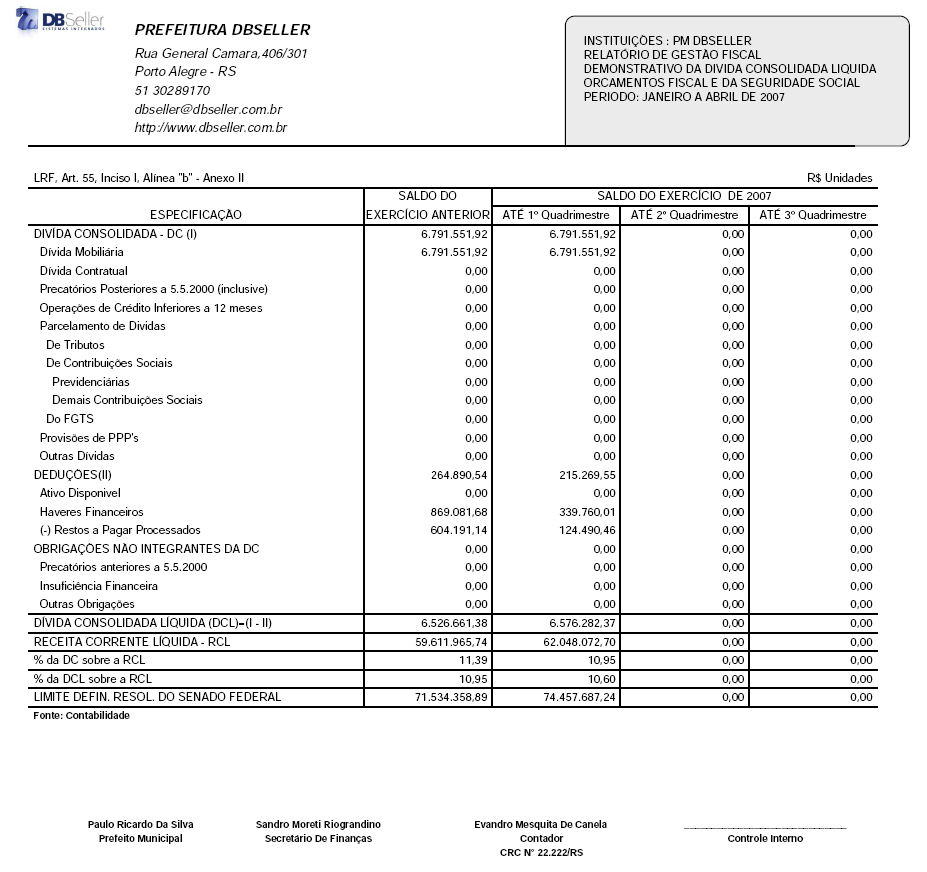 DBSeller
SISTEMAS INTEGRADOS
PREFEITURA DBSELLER
Rua General Camara,406/301
Porto Alegre - RS
51 30289170
dbseller@dbseller.com.br
http://www.dbseller.com.br
INSTITUIÇÕES : PM DBSELLER
RELATÓRIO DE GESTÃO FISCAL
DEMONSTRATIVO DA DIVIDA CONSOLIDADA LIQUIDA
ORCAMENTOS FISCAL E DA SEGURIDADE SOCIAL
PERIODO: JANEIRO A ABRIL DE 2007
LRF, Art. 55, Inciso I, Alínea "b" - Anexo II R$ Unidades
SALDO DO SALDO DO EXERCÍCIO DE 2007
ESPECIFICAÇÃO EXERCÍCIO ANTERIOR ATÉ 1º Quadrimestre ATÉ 2º Quadrimestre ATÉ 3º Quadrimestre
DIVÍDA CONSOLIDADA - DC (I) 6.791.551,92 6.791.551,92 0,00 0,00
Dívida Mobiliária 6.791.551,92 6.791.551,92 0,00 0,00
Dívida Contratual 0,00 0,00 0,00 0,00
Precatórios Posteriores a 5.5.2000 (inclusive) 0,00 0,00 0,00 0,00
Operações de Crédito Inferiores a 12 meses 0,00 0,00 0,00 0,00
Parcelamento de Dividas 0,00 0,00 0,00 0,00
De Tributos 0,00 0,00 0,00 0,00
De Contribuições Sociais 0,00 0,00 0,00 0,00
Previdenciárias 0,00 0,00 0,00 0,00
Demais Contribuições Sociais 0,00 0,00 0,00 0,00
Do FGTS 0,00 0,00 0,00 0,00
Provisões de PPP's 0,00 0,00 0,00 0,00
Outras Dívidas 0,00 0,00 0,00 0,00
DEDUÇÕES(II) 264.890,54 215.269,55 0,00 0,00
Ativo Disponivel 0,00 0,00 0,00 0,00
Haveres Financeiros 869.081,68 339.760,01 0,00 0,00
(-) Restos a Pagar Processados 604.191,14 124.490,46 0,00 0,00
OBRIGAÇÕES NÃO INTEGRANTES DA DC 0,00 0,00 0,00 0,00
Precatórios anteriores a 5.5.2000 0,00 0,00 0,00 0,00
Insuficiência Financeira 0,00 0,00 0,00 0,00
Outras Obrigações 0,00 0,00 0,00 0,00
DÍVIDA CONSOLIDADA LÍQUIDA (DCL)=(I - II) 6.526.661,38 6.576.282,37 0,00 0,00
RECEITA CORRENTE LÍQUIDA - RCL 59.611.965,74 62.048.072,70 0,00 0,00
% da DC sobre a RCL 11,39 10,95 0,00 0,00
% da DCL sobre a RCL 10,95 10,60 0,00 0,00
LIMITE DEFIN. RESOL. DO SENADO FEDERAL 71.534.358,89 74.457.687,24 0,00 0,00
Fonte: Contabilidade
Paulo Ricardo Da Silva Sandro Moreti Riograndino Evandro Mesquita De Canela
Prefeito Municipal Secretário De Finanças Contador Controle Interno
CRC Nº 22.222/RS